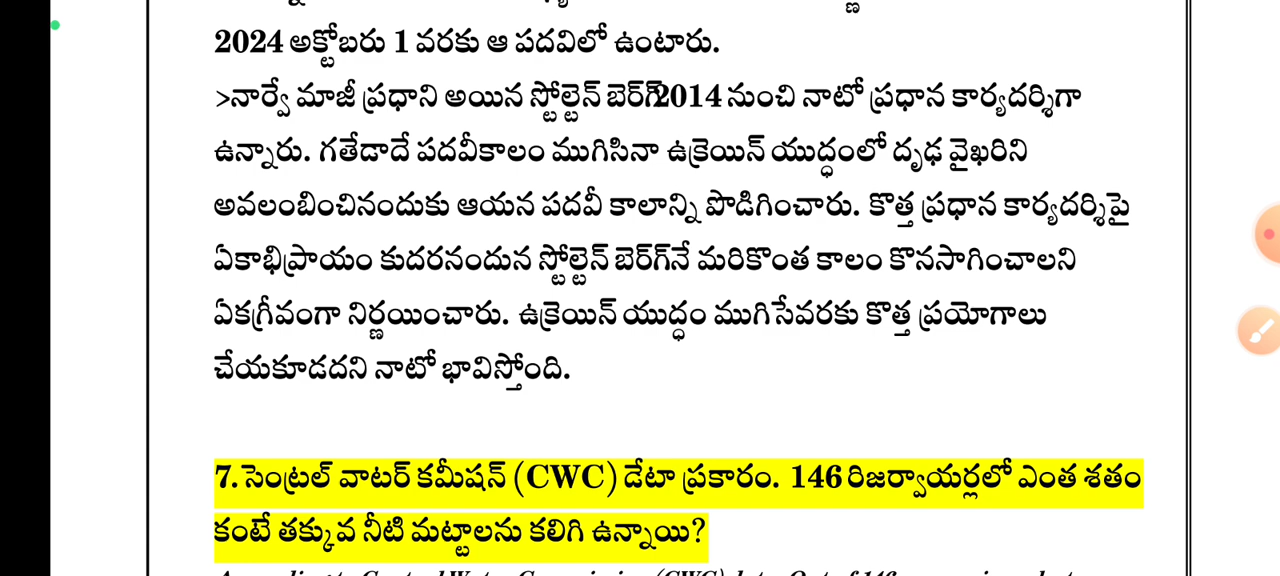 2024 అక్టోబరు 1 వరకు ఆ పదవిలో ఉంటారు.
>నార్వే మాజీ ప్రధాని అయిన స్టోల్టెన్ బెర్గ్ 2014 నుంచి నాటో ప్రధాన కార్యదర్శిగా
ఉన్నారు. గతేడాదే పదవీకాలం ముగిసినా ఉక్రెయిన్ యుద్ధంలో దృఢ వైఖరిని
అవలంబించినందుకు ఆయన పదవీ కాలాన్ని పొడిగించారు. కొత్త ప్రధాన కార్యదర్శిపై
ఏకాభిప్రాయం కుదరనందున స్టోల్టెన్ బెర్గ్‌నే మరికొంత కాలం కొనసాగించాలని
ఏకగ్రీవంగా నిర్ణయించారు. ఉక్రెయిన్ యుద్ధం ముగిసేవరకు కొత్త ప్రయోగాలు
చేయకూడదని నాటో భావిస్తోంది.
7. సెంట్రల్ వాటర్ కమీషన్ (CWC) డేటా ప్రకారం. 146 రిజర్వాయర్లలో ఎంత శతం
కంటే తక్కువ నీటి మట్టాలను కలిగి ఉన్నాయి?